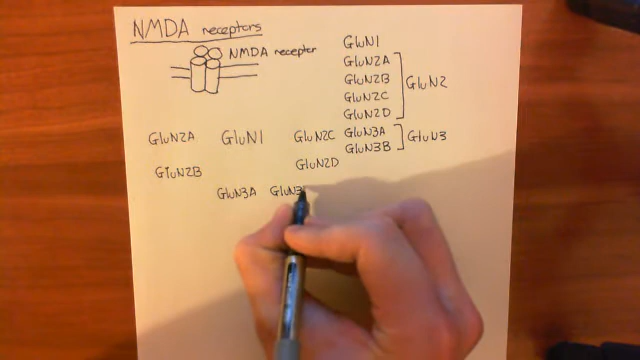 NMDA receptors
NMDA receptor
GluN1
GluN2A
GluN2B
GluN2C
GluN2D
GluN2
GluN3A
GluN3B
GluN3
GluN2A GluN1 GluN2C
GluN2B GluN2D
GluN3A GluN3